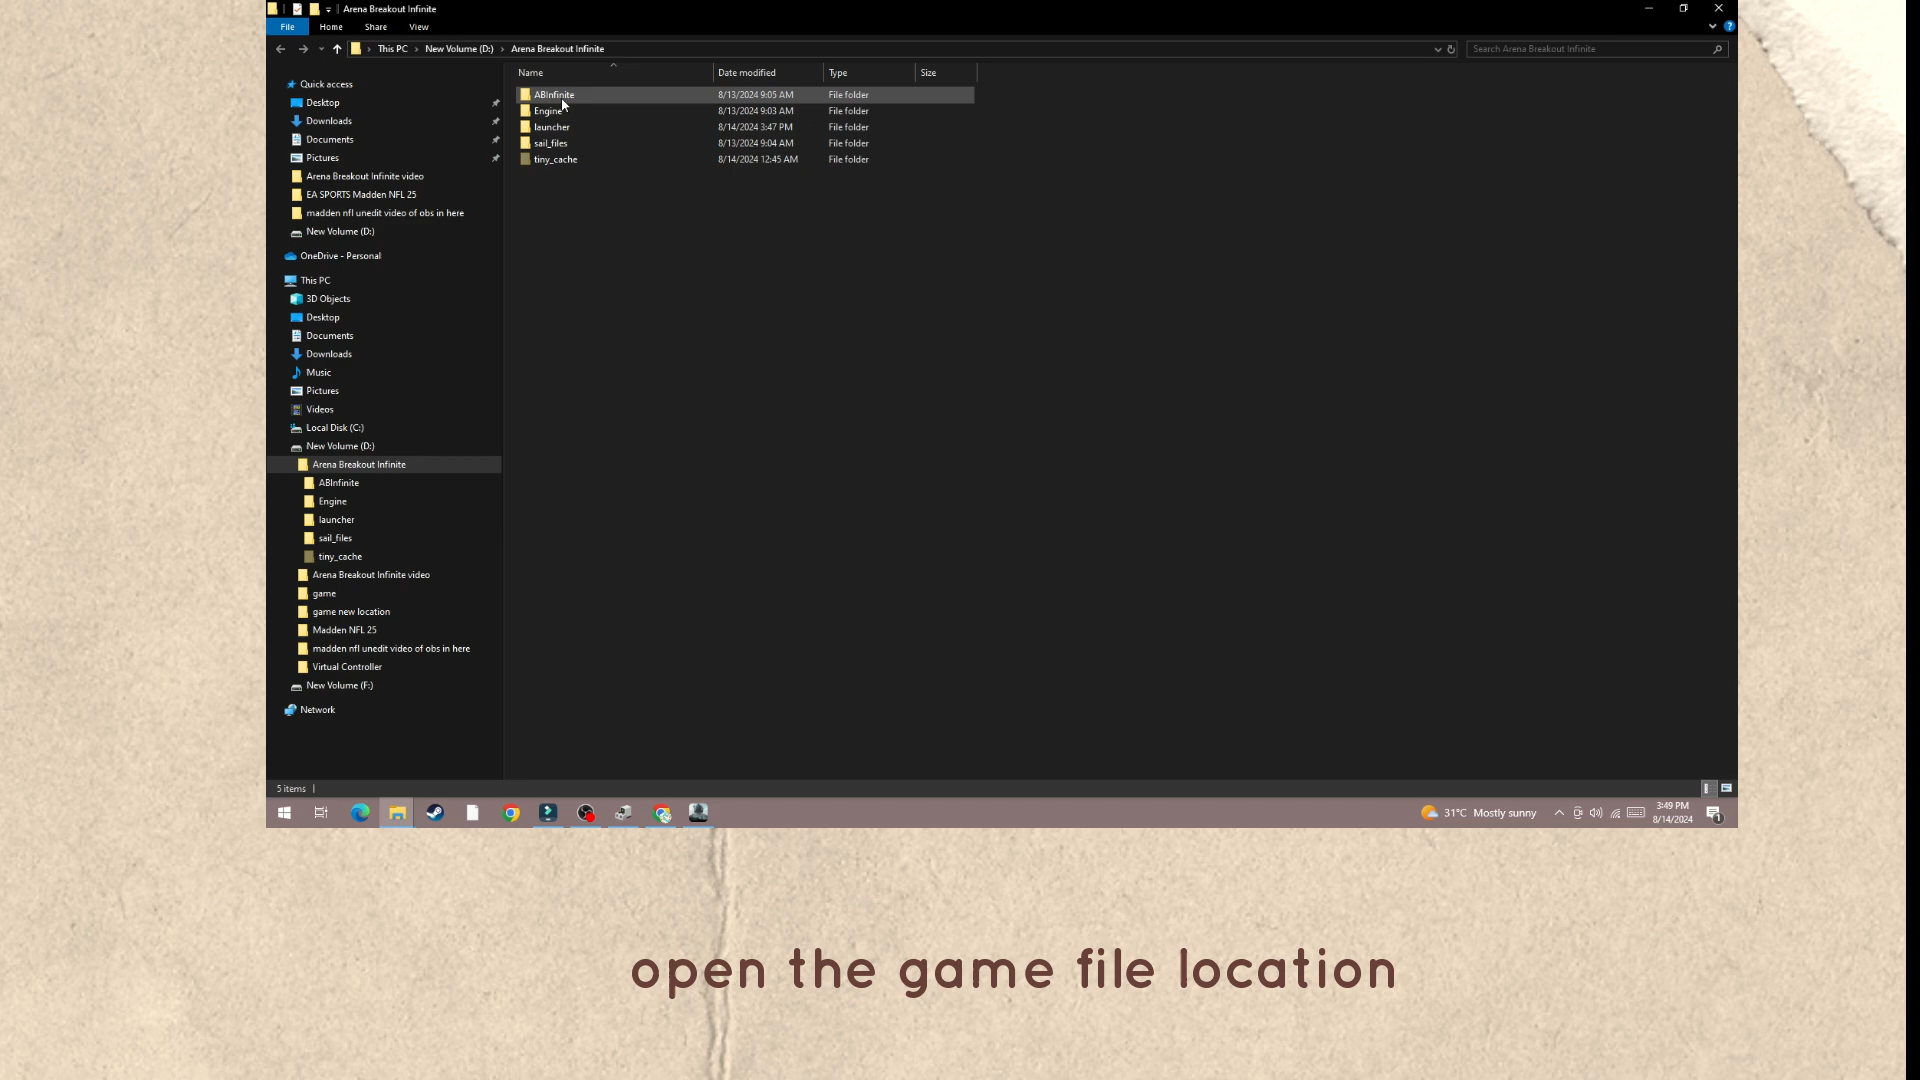 Arena Breakout Infinite
File Home Share View
This PC New Volume (D:) Arena Breakout Infinite Search Arena Breakout Infinite
Name Date modified Type Size
ABInfinite 8/13/2024 9:05 AM File folder
Engine 8/13/2024 9:03 AM File folder
launcher 8/14/2024 3:47 PM File folder
sail_files 8/13/2024 9:04 AM File folder
tiny_cache 8/14/2024 12:45 AM File folder
Quick access
Desktop
Downloads
Documents
Pictures
Arena Breakout Infinite video
EA SPORTS Madden NFL 25
madden nfl unedit video of obs in here
New Volume (D:)
OneDrive - Personal
This PC
3D Objects
Desktop
Documents
Downloads
Music
Pictures
Videos
Local Disk (C:)
New Volume (D:)
Arena Breakout Infinite
ABInfinite
Engine
launcher
sail_files
tiny_cache
Arena Breakout Infinite video
game
game new location
Madden NFL 25
madden nfl unedit video of obs in here
Virtual Controller
New Volume (F:)
Network
5 items
31°C Mostly sunny
3:49 PM
8/14/2024
1
open the game file location